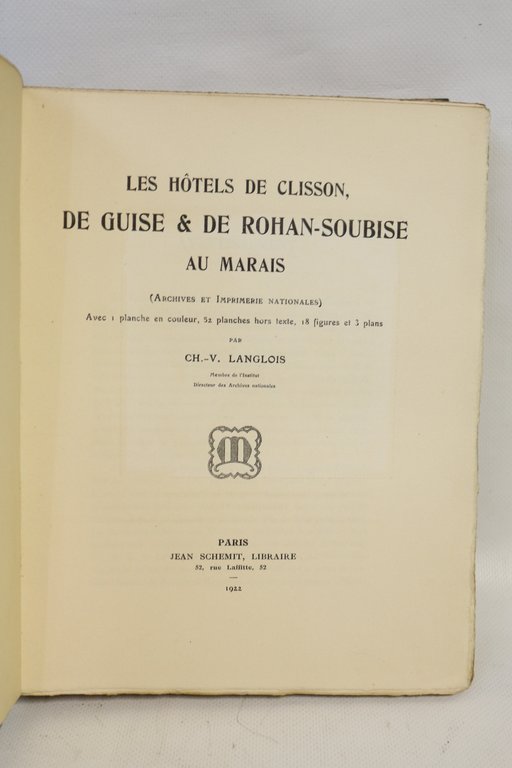 LES HÔTELS DE CLISSON,
DE GUISE & DE ROHAN-SOUBISE
AU MARAIS
(ARCHIVES ET IMPRIMERIE NATIONALES)
Avec 1 planche en couleur, 52 planches hors texte, 18 figures et 3 plans
PAR
CH.-V. LANGLOIS
Membre de l'Institut
Directeur des Archives nationales
PARIS
JEAN SCHEMIT, LIBRAIRE
52, rue Laffitte, 52
1922